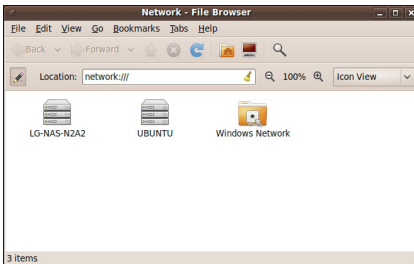 Network - File Browser
File Edit View Go Bookmarks Tabs Help
Back Forward
Location: network:/// 100% Icon View
LG-NAS-N2A2 UBUNTU Windows Network
3 items